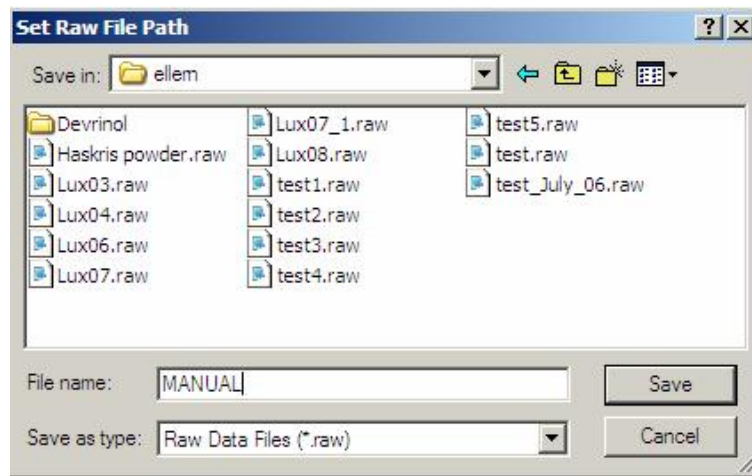 Set Raw File Path
Save in: ellem
Devrinol
Haskris powder.raw
Lux03.raw
Lux04.raw
Lux06.raw
Lux07.raw
Lux07_1.raw
Lux08.raw
test1.raw
test2.raw
test3.raw
test4.raw
test5.raw
test.raw
test_July_06.raw
File name: MANUAL
Save
Save as type: Raw Data Files (*.raw)
Cancel